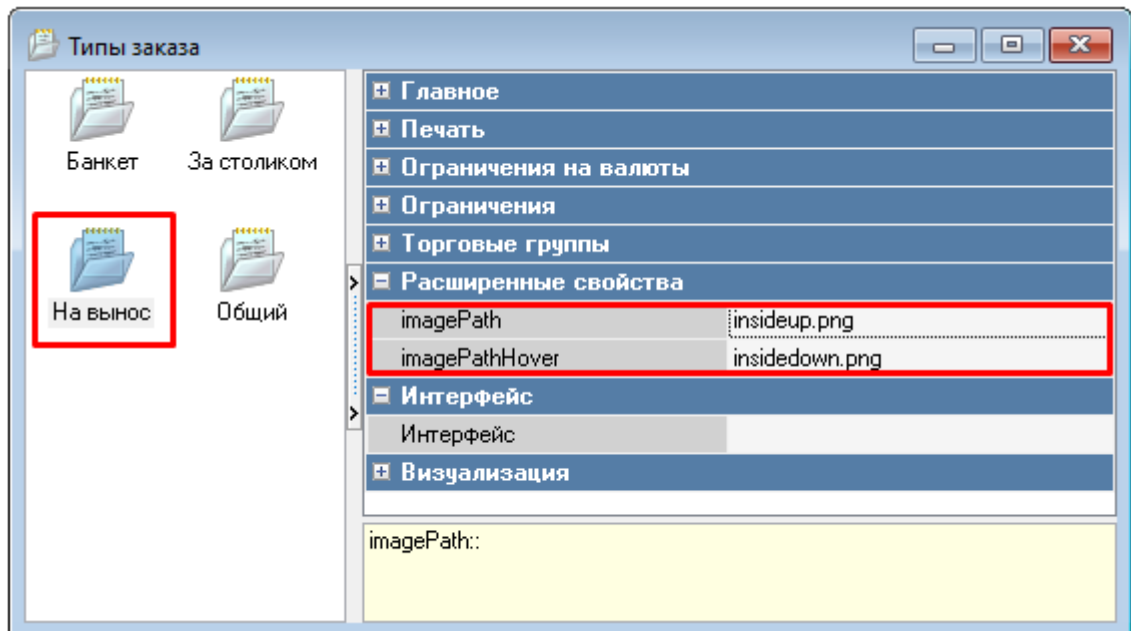 Типы заказа
Банкет
За столиком
На вынос
Общий
Главное
Печать
Ограничения на валюты
Ограничения
Торговые группы
Расширенные свойства
imagePath insideup.png
imagePathHover insidedown.png
Интерфейс
Интерфейс
Визуализация
imagePath::